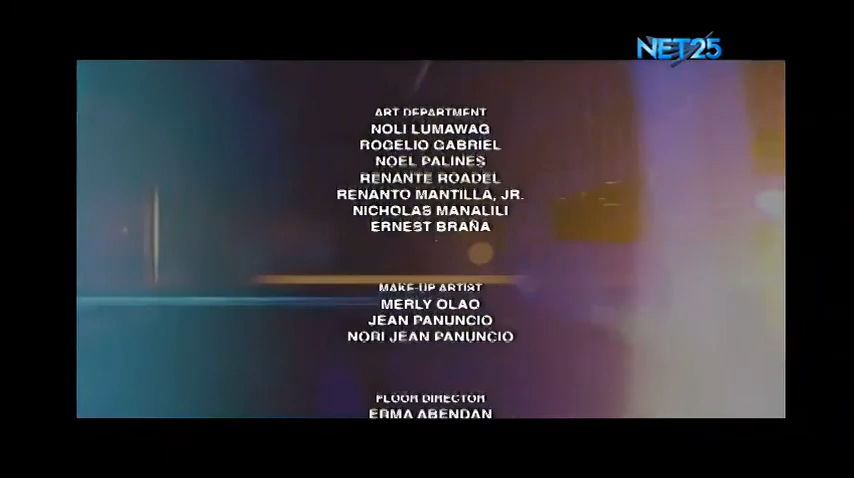 NET25
ART DEPARTMENT
NOLI LUMAWAG
ROGELIO GABRIEL
NOEL PALINES
RENANTE ROADEL
RENANTO MANTILLA, JR.
NICHOLAS MANALILI
ERNEST BRAÑA
MAKE-UP ARTIST
MERLY OLAO
JEAN PANUNCIO
NORI JEAN PANUNCIO
FLOOR DIRECTOR
ERMA ABENDAN